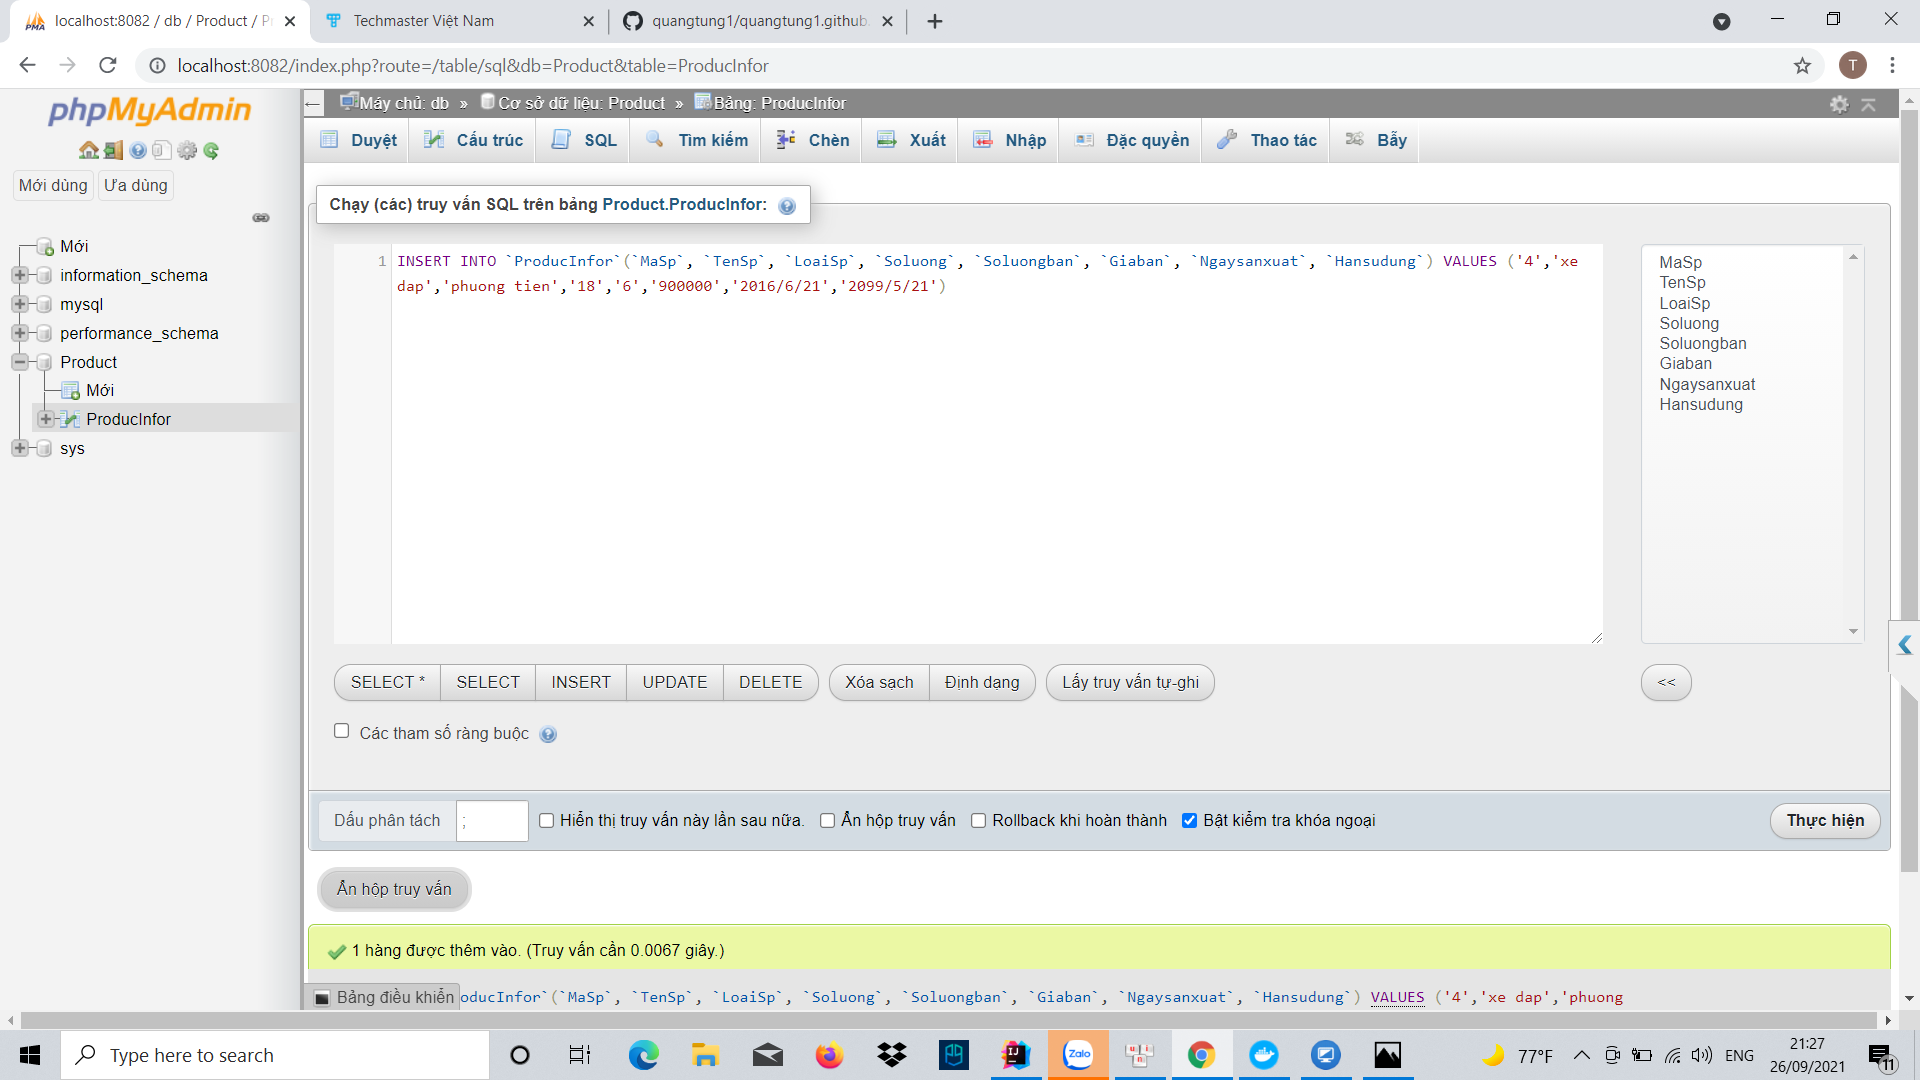 localhost:8082 / db / Product / P
Techmaster Việt Nam
quangtung1/quangtung1.github.
localhost:8082/index.php?route=/table/sql&db=Product&table=ProducInfor
T
phpMyAdmin
Mới dùng
Ưa dùng
Mới
information_schema
mysql
performance_schema
Product
Mới
ProducInfor
sys
Máy chủ: db » Cơ sở dữ liệu: Product » Bảng: ProducInfor
Duyệt
Cấu trúc
SQL
Tìm kiếm
Chèn
Xuất
Nhập
Đặc quyền
Thao tác
Bẫy
Chạy (các) truy vấn SQL trên bảng Product.ProducInfor:
1
INSERT INTO `ProducInfor`(`MaSp`, `TenSp`, `LoaiSp`, `Soluong`, `Soluongban`, `Giaban`, `Ngaysanxuat`, `Hansudung`) VALUES ('4','xe
dap','phuong tien','18','6','900000','2016/6/21','2099/5/21')
MaSp
TenSp
LoaiSp
Soluong
Soluongban
Giaban
Ngaysanxuat
Hansudung
SELECT *
SELECT
INSERT
UPDATE
DELETE
Xóa sạch
Định dạng
Lấy truy vấn tự-ghi
<<
Các tham số ràng buộc
Dấu phân tách
;
Hiển thị truy vấn này lần sau nữa.
Ẩn hộp truy vấn
Rollback khi hoàn thành
Bật kiểm tra khóa ngoại
Thực hiện
Ẩn hộp truy vấn
1 hàng được thêm vào. (Truy vấn cần 0.0067 giây.)
Bảng điều khiển
oducInfor`(`MaSp`, `TenSp`, `LoaiSp`, `Soluong`, `Soluongban`, `Giaban`, `Ngaysanxuat`, `Hansudung`) VALUES ('4','xe dap','phuong
Type here to search
Zalo
77°F
ENG
21:27
26/09/2021
11